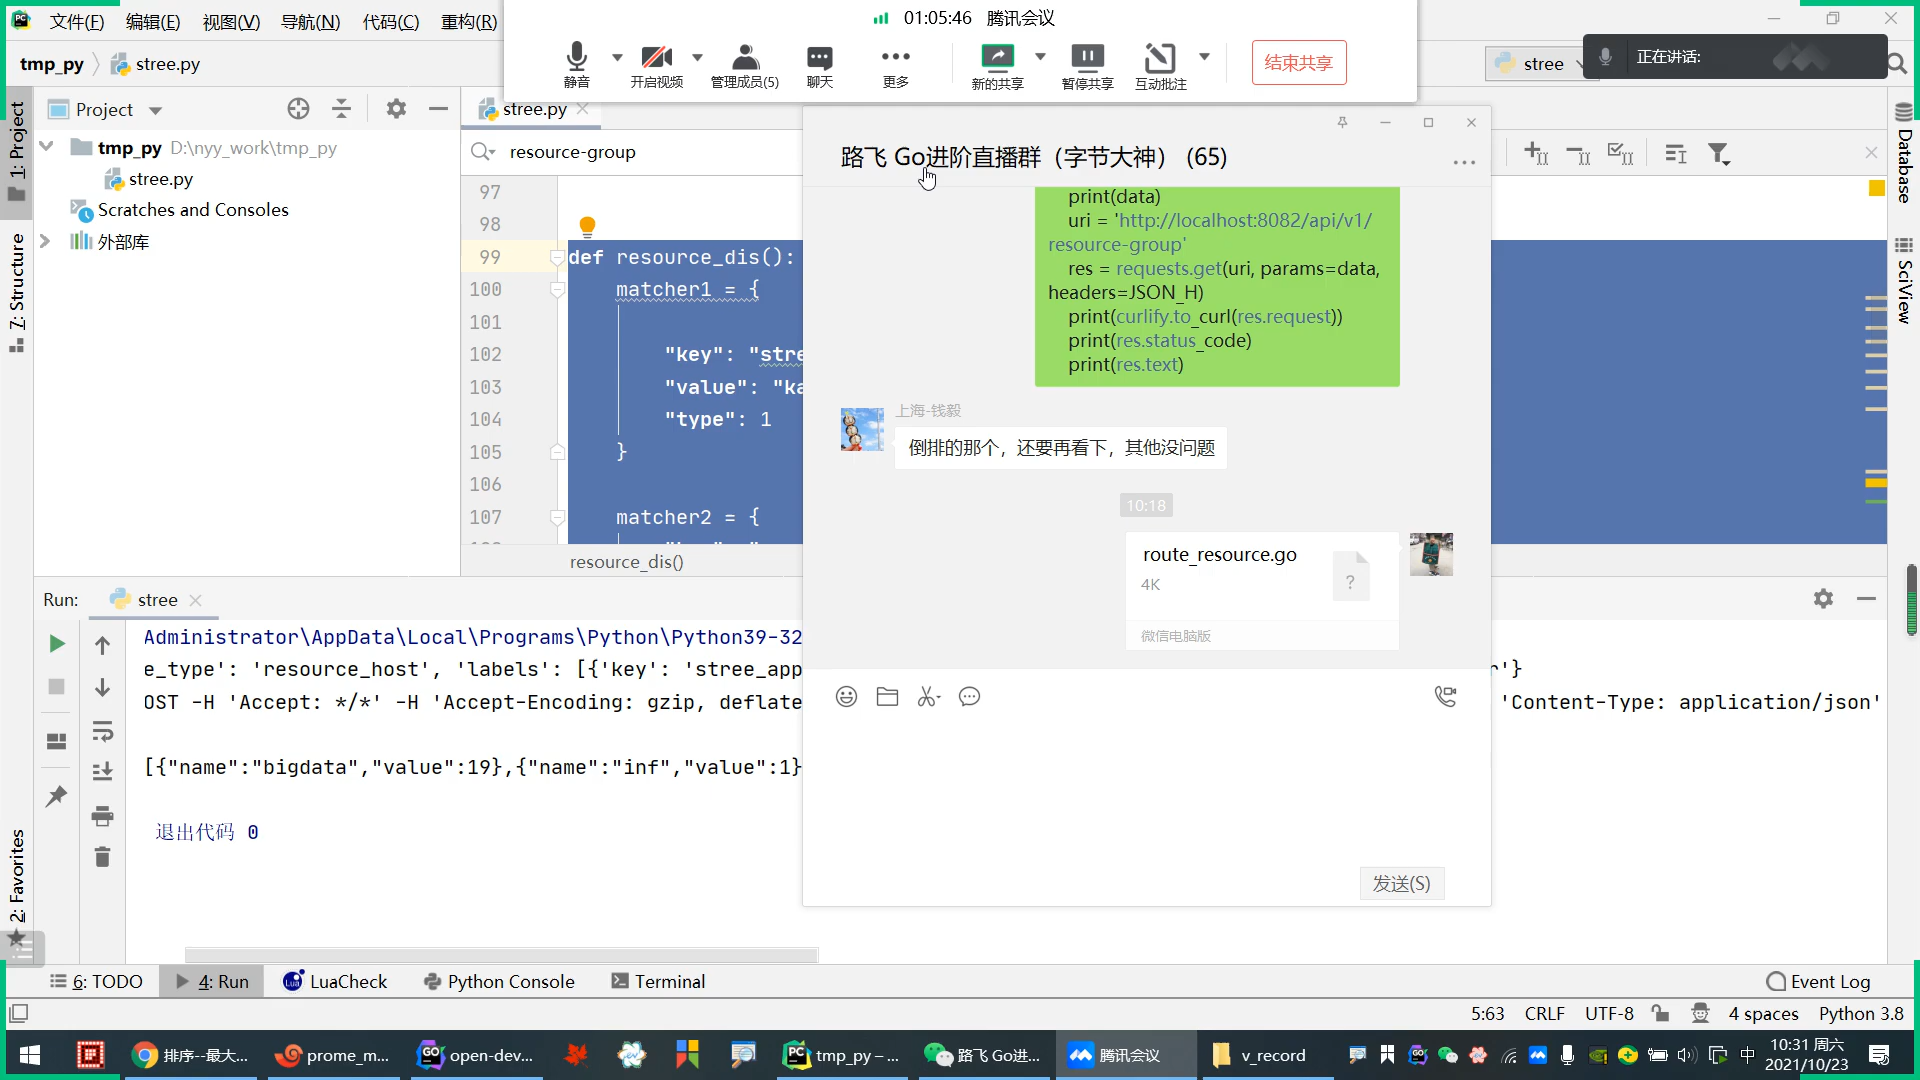 文件(F) 编辑(E) 视图(V) 导航(N) 代码(C) 重构(R)
01:05:46 腾讯会议
静音 开启视频 管理成员(5) 聊天 更多 新的共享 暂停共享 互动批注 结束共享
tmp_py stree.py
stree
正在讲话:
Project
stree.py
1: Project
7: Structure
2: Favorites
Database
SciView
tmp_py D:\nyy_work\tmp_py
stree.py
Scratches and Consoles
外部库
resource-group
97
98
99 def resource_dis():
100 matcher1 = {
101
102 "key": "stre
103 "value": "ka
104 "type": 1
105 }
106
107 matcher2 = {
resource_dis()
路飞 Go进阶直播群（字节大神） (65)
print(data)
uri = 'http://localhost:8082/api/v1/
resource-group'
res = requests.get(uri, params=data,
headers=JSON_H)
print(curlify.to_curl(res.request))
print(res.status_code)
print(res.text)
上海-钱毅
倒排的那个，还要再看下，其他没问题
10:18
route_resource.go
4K
?
微信电脑版
发送(S)
Run: stree
Administrator\AppData\Local\Programs\Python\Python39-32
e_type': 'resource_host', 'labels': [{'key': 'stree_app
r'}
OST -H 'Accept: */*' -H 'Accept-Encoding: gzip, deflate
'Content-Type: application/json'
[{"name":"bigdata","value":19},{"name":"inf","value":1}
退出代码 0
6: TODO 4: Run LuaCheck Python Console Terminal Event Log
5:63 CRLF UTF-8 4 spaces Python 3.8
排序--最大... prome_m... open-dev... tmp_py – ... 路飞 Go进... 腾讯会议 v_record
中
10:31 周六
2021/10/23